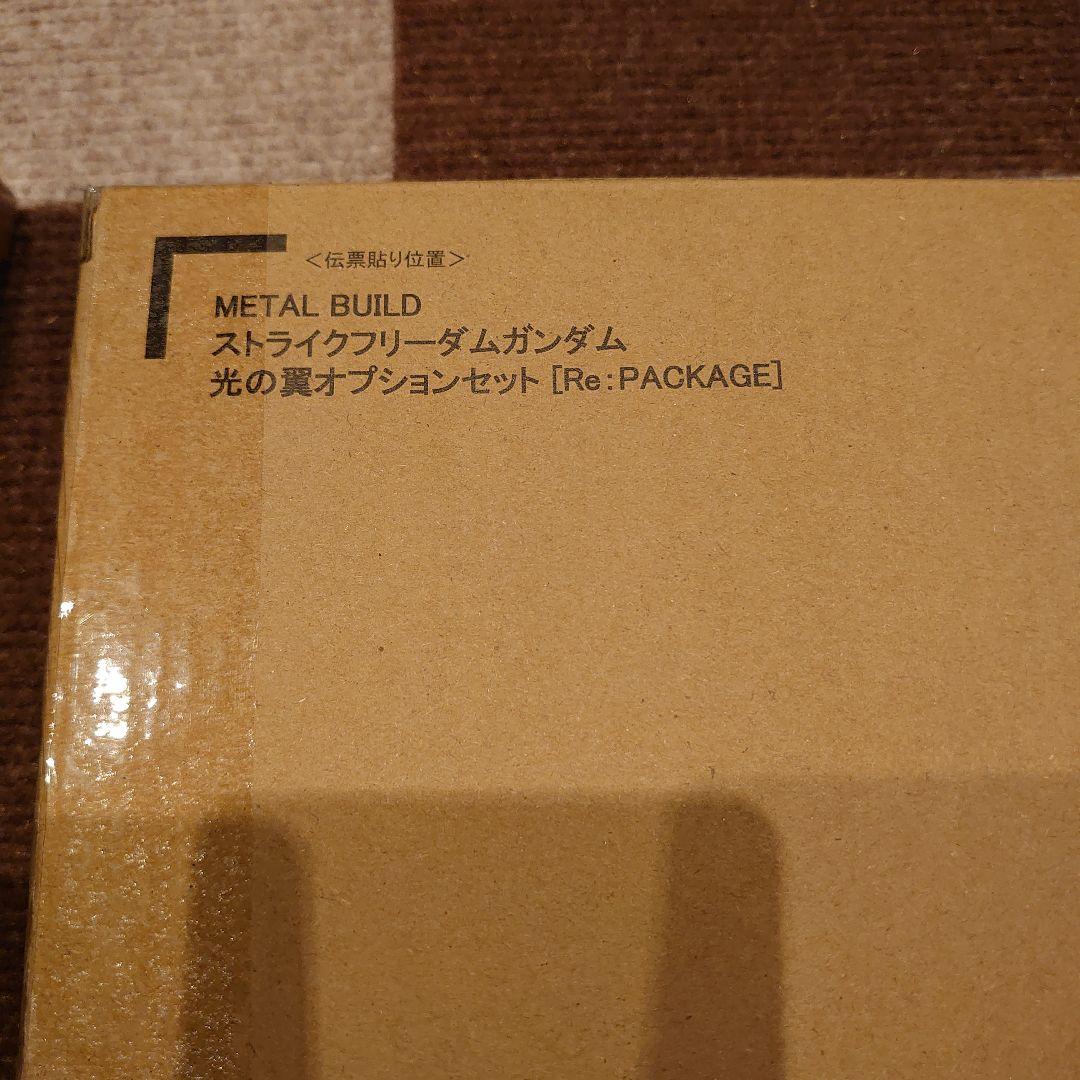 ＜伝票貼り位置＞
METAL BUILD
ストライクフリーダムガンダム
光の翼オプションセット [Re:PACKAGE]